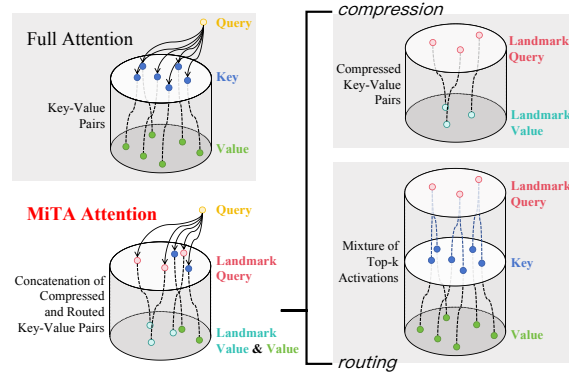 Full Attention
Query
Key
Key-Value
Pairs
Value
MiTA Attention
Query
Landmark
Query
Concatenation of
Compressed
and Routed
Key-Value Pairs
Landmark
Value & Value
compression
Landmark
Query
Compressed
Key-Value
Pairs
Landmark
Value
Landmark
Query
Mixture of
Top-k
Activations
Key
Value
routing